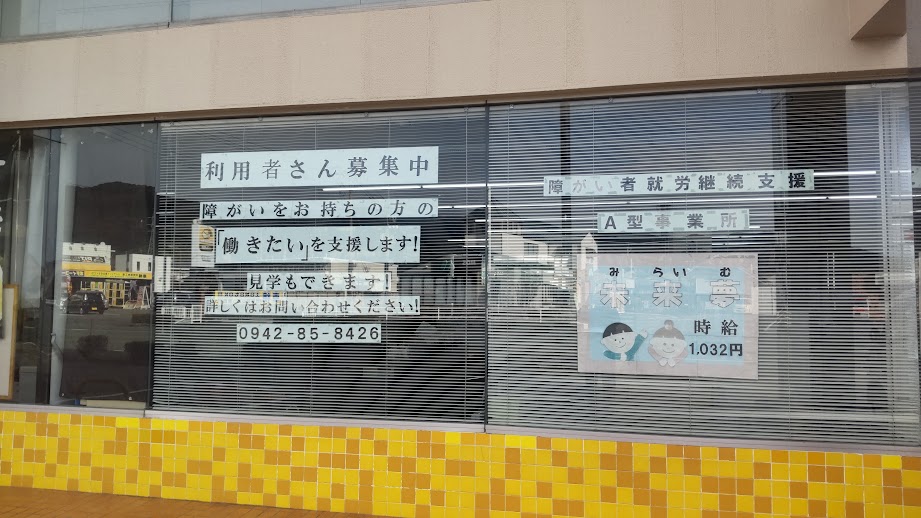 利用者さん募集中
障がいをお持ちの方の
「働きたい」を支援します!
見学もできます!
詳しくはお問い合わせください!
0942-85-8426
障がい者就労継続支援
A型事業所
みらいむ
未来夢
時給
1,032円